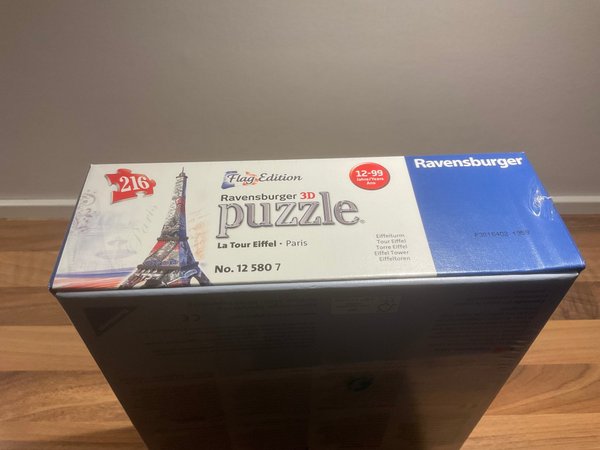 216
Flag-Edition
Ravensburger 3D
puzzle®
La Tour Eiffel · Paris
No. 12 580 7
12-99
Jahre/Years
Ans
Eiffelturm
Tour Eiffel
Torre Eiffel
Eiffel Tower
Eiffeltoren
Ravensburger